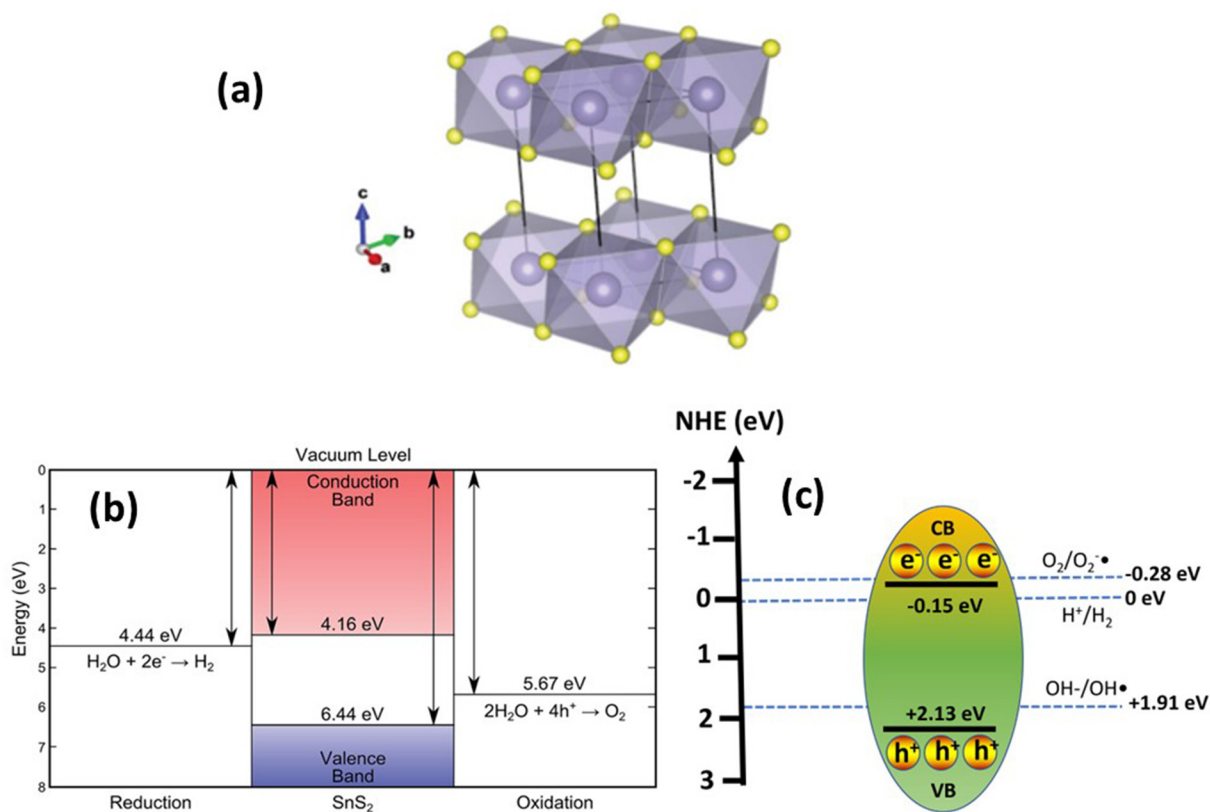 (a)
c
b
a
(b)
Vacuum Level
Conduction
Band
0
1
2
3
4
5
6
7
8
Energy (eV)
4.44 eV
H₂O + 2e⁻ → H₂
4.16 eV
6.44 eV
Valence
Band
5.67 eV
2H₂O + 4h⁺ → O₂
Reduction
SnS₂
Oxidation
NHE (eV)
(c)
-2
-1
0
1
2
3
CB
e⁻ e⁻ e⁻
-0.15 eV
O₂/O₂⁻•
-0.28 eV
0 eV
H⁺/H₂
OH-/OH•
+1.91 eV
+2.13 eV
h⁺ h⁺ h⁺
VB